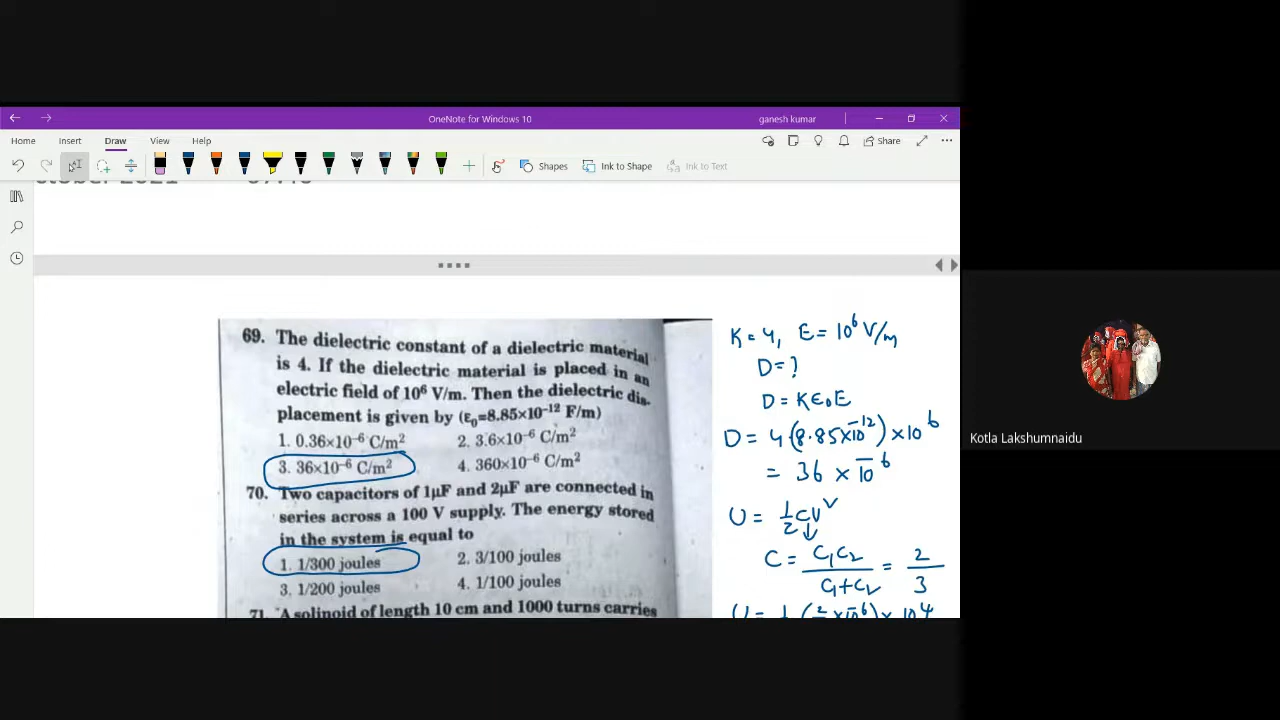 OneNote for Windows 10
ganesh kumar
Home Insert Draw View Help
Share
Shapes Ink to Shape Ink to Text
69. The dielectric constant of a dielectric material
is 4. If the dielectric material is placed in an
electric field of 10⁶ V/m. Then the dielectric dis-
placement is given by (ε₀=8.85×10⁻¹² F/m)
1. 0.36×10⁻⁶ C/m² 2. 3.6×10⁻⁶ C/m²
3. 36×10⁻⁶ C/m² 4. 360×10⁻⁶ C/m²
70. Two capacitors of 1μF and 2μF are connected in
series across a 100 V supply. The energy stored
in the system is equal to
1. 1/300 joules 2. 3/100 joules
3. 1/200 joules 4. 1/100 joules
71. A solinoid of length 10 cm and 1000 turns carries
K = 4, E = 10⁶ V/m
D = ?
D = Kε₀E
D = 4(8.85×10⁻¹²)×10⁶
= 36 × 10⁻⁶
U = 1/2 CV²
C = C₁C₂/C₁+C₂ = 2/3
Kotla Lakshumnaidu